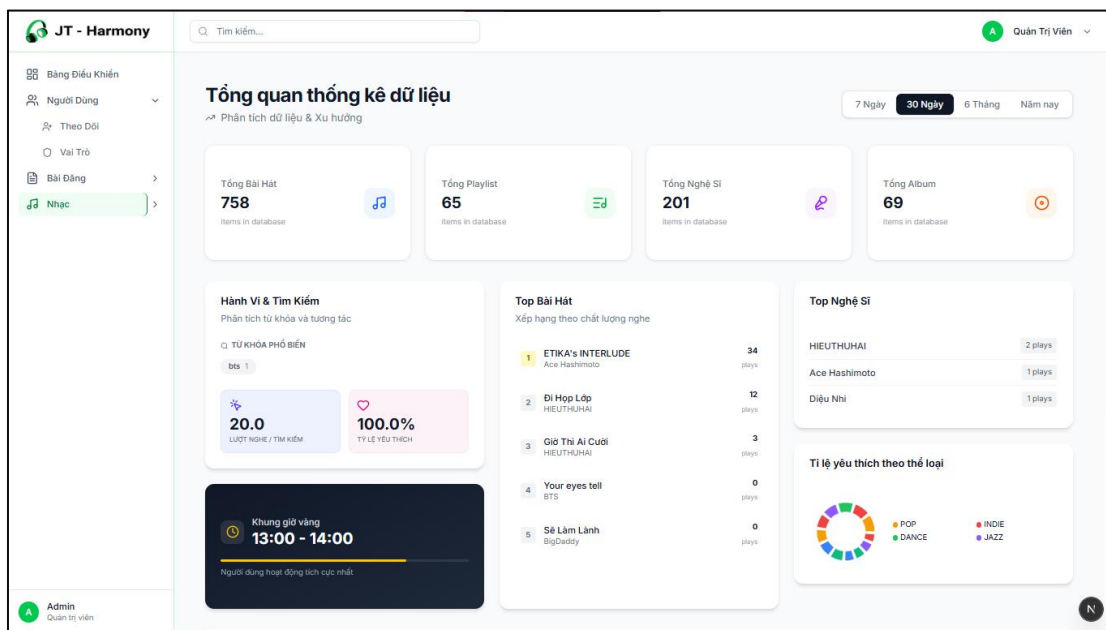 JT - Harmony
Tìm kiếm...
A
Quản Trị Viên
Bảng Điều Khiển
Người Dùng
Theo Dõi
Vai Trò
Bài Đăng
Nhạc
Tổng quan thống kê dữ liệu
Phân tích dữ liệu & Xu hướng
7 Ngày
30 Ngày
6 Tháng
Năm nay
Tổng Bài Hát
758
items in database
Tổng Playlist
65
items in database
Tổng Nghệ Sĩ
201
items in database
Tổng Album
69
items in database
Hành Vi & Tìm Kiếm
Phân tích từ khóa và tương tác
TỪ KHÓA PHỔ BIẾN
bts 1
20.0
LƯỢT NGHE / TÌM KIẾM
100.0%
TỶ LỆ YÊU THÍCH
Khung giờ vàng
13:00 - 14:00
Người dùng hoạt động tích cực nhất
Top Bài Hát
Xếp hạng theo chất lượng nghe
1 ETIKA's INTERLUDE 34
Ace Hashimoto plays
2 Đi Họp Lớp 12
HIEUTHUHAI plays
3 Giờ Thì Ai Cười 3
HIEUTHUHAI plays
4 Your eyes tell 0
BTS plays
5 Sẽ Làm Lành 0
BigDaddy plays
Top Nghệ Sĩ
HIEUTHUHAI 2 plays
Ace Hashimoto 1 plays
Diệu Nhi 1 plays
Tỉ lệ yêu thích theo thể loại
POP INDIE
DANCE JAZZ
A
Admin
Quản trị viên
N